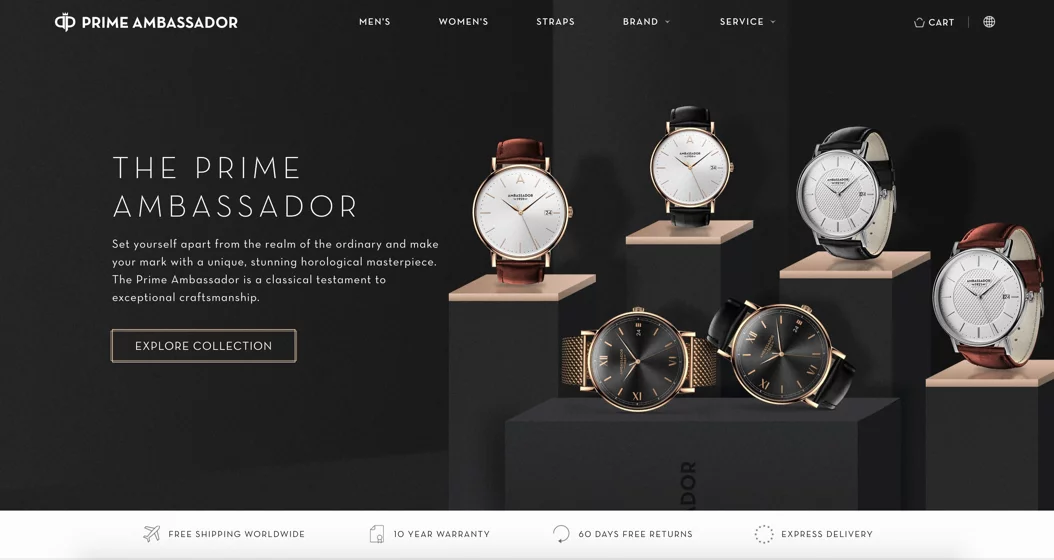 PRIME AMBASSADOR
MEN'S
WOMEN'S
STRAPS
BRAND
SERVICE
CART
THE PRIME
AMBASSADOR
Set yourself apart from the realm of the ordinary and make
your mark with a unique, stunning horological masterpiece.
The Prime Ambassador is a classical testament to
exceptional craftsmanship.
EXPLORE COLLECTION
AMBASSADOR
24
AMBASSADOR
24
AMBASSADOR
AMBASSADOR
24
XII
VI
24
XII
VI
DOR
FREE SHIPPING WORLDWIDE
10 YEAR WARRANTY
60 DAYS FREE RETURNS
EXPRESS DELIVERY